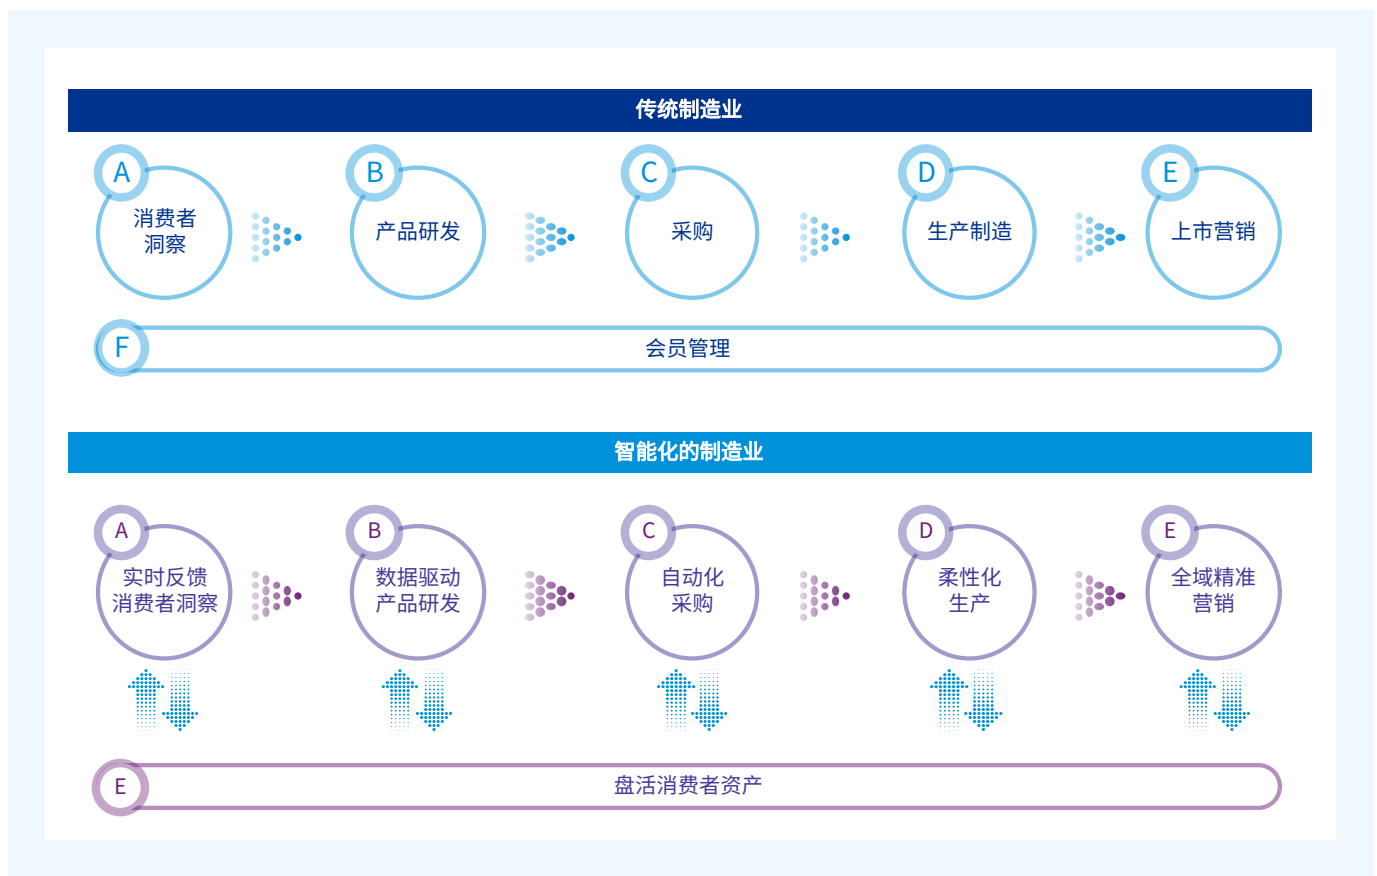 传统制造业
A
B
C
D
E
消费者
洞察
产品研发
采购
生产制造
上市营销
F
会员管理
智能化的制造业
A
B
C
D
E
实时反馈
消费者洞察
数据驱动
产品研发
自动化
采购
柔性化
生产
全域精准
营销
E
盘活消费者资产